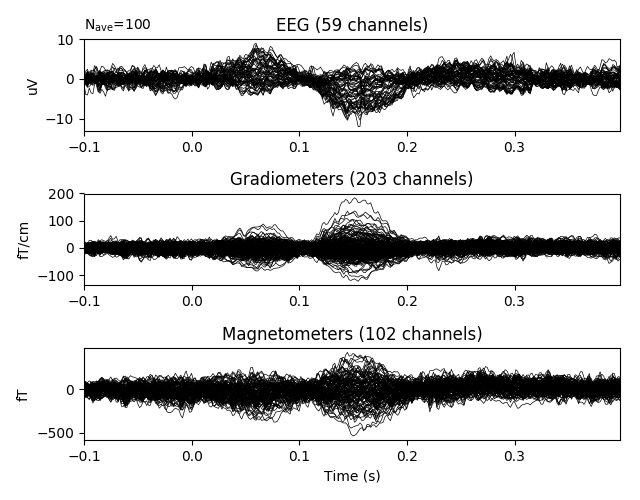 N_ave=100
EEG (59 channels)
10
0
−10
uV
−0.1 0.0 0.1 0.2 0.3
Gradiometers (203 channels)
200
100
0
−100
fT/cm
−0.1 0.0 0.1 0.2 0.3
Magnetometers (102 channels)
0
−500
fT
−0.1 0.0 0.1 0.2 0.3
Time (s)